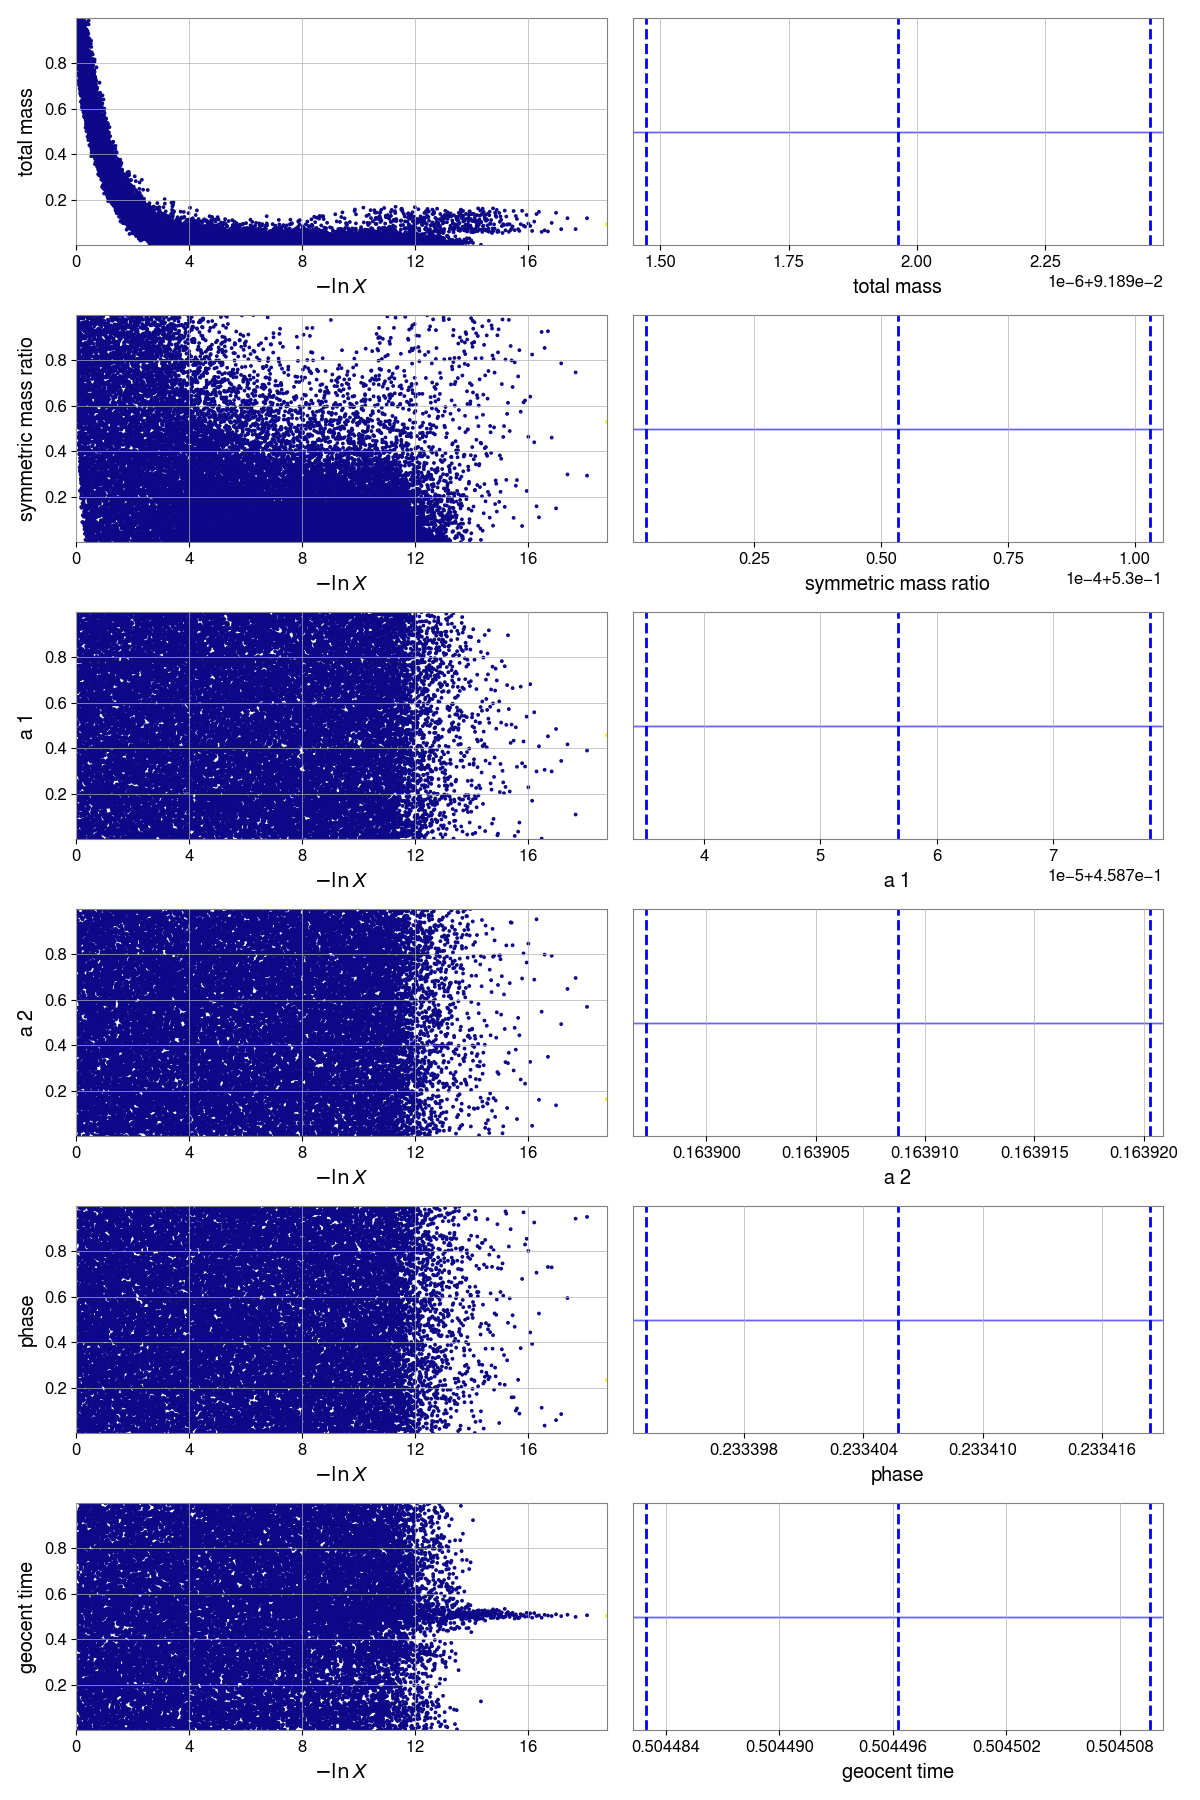 total mass
0.8
0.6
0.4
0.2
0 4 8 12 16
−ln X
1.50 1.75 2.00 2.25
1e−6+9.189e−2
total mass
symmetric mass ratio
0.8
0.6
0.4
0.2
0 4 8 12 16
−ln X
0.25 0.50 0.75 1.00
1e−4+5.3e−1
symmetric mass ratio
a 1
0.8
0.6
0.4
0.2
0 4 8 12 16
−ln X
4 5 6 7
1e−5+4.587e−1
a 1
a 2
0.8
0.6
0.4
0.2
0 4 8 12 16
−ln X
0.163900 0.163905 0.163910 0.163915 0.163920
a 2
phase
0.8
0.6
0.4
0.2
0 4 8 12 16
−ln X
0.233398 0.233404 0.233410 0.233416
phase
geocent time
0.8
0.6
0.4
0.2
0 4 8 12 16
−ln X
0.504484 0.504490 0.504496 0.504502 0.504508
geocent time